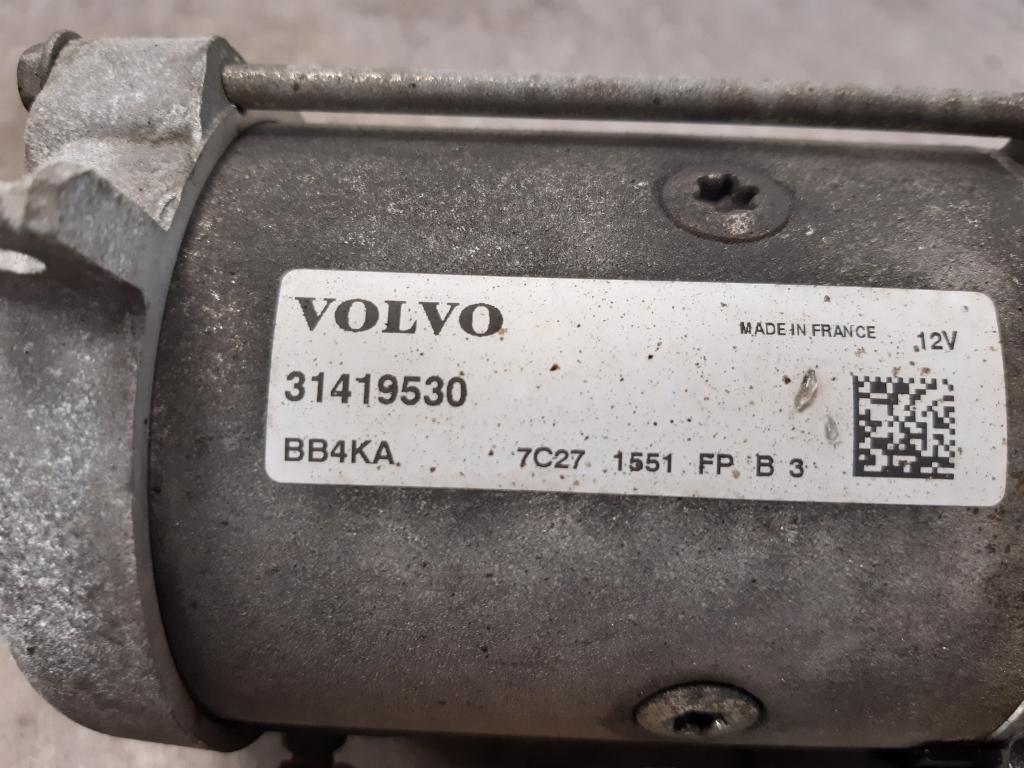 VOLVO
MADE IN FRANCE 12V
31419530
BB4KA 7C27 1551 FP B 3